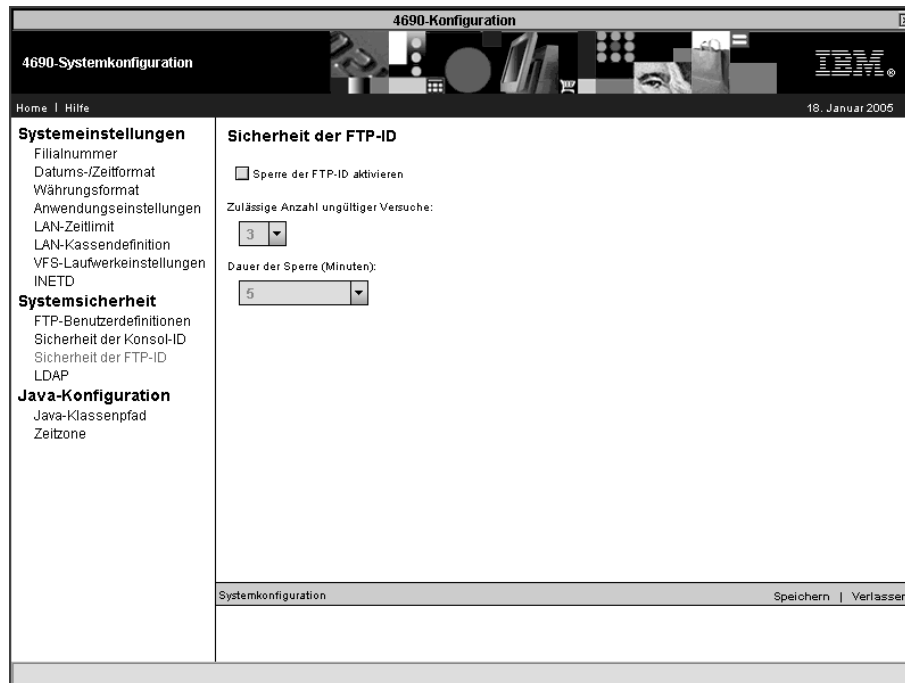 4690-Konfiguration
4690-Systemkonfiguration
IBM®
Home | Hilfe
18. Januar 2005
Systemeinstellungen
Filialnummer
Datums-/Zeitformat
Währungsformat
Anwendungseinstellungen
LAN-Zeitlimit
LAN-Kassendefinition
VFS-Laufwerkeinstellungen
INETD
Systemsicherheit
FTP-Benutzerdefinitionen
Sicherheit der Konsol-ID
Sicherheit der FTP-ID
LDAP
Java-Konfiguration
Java-Klassenpfad
Zeitzone
Sicherheit der FTP-ID
Sperre der FTP-ID aktivieren
Zulässige Anzahl ungültiger Versuche:
3
Dauer der Sperre (Minuten):
5
Systemkonfiguration
Speichern | Verlassen